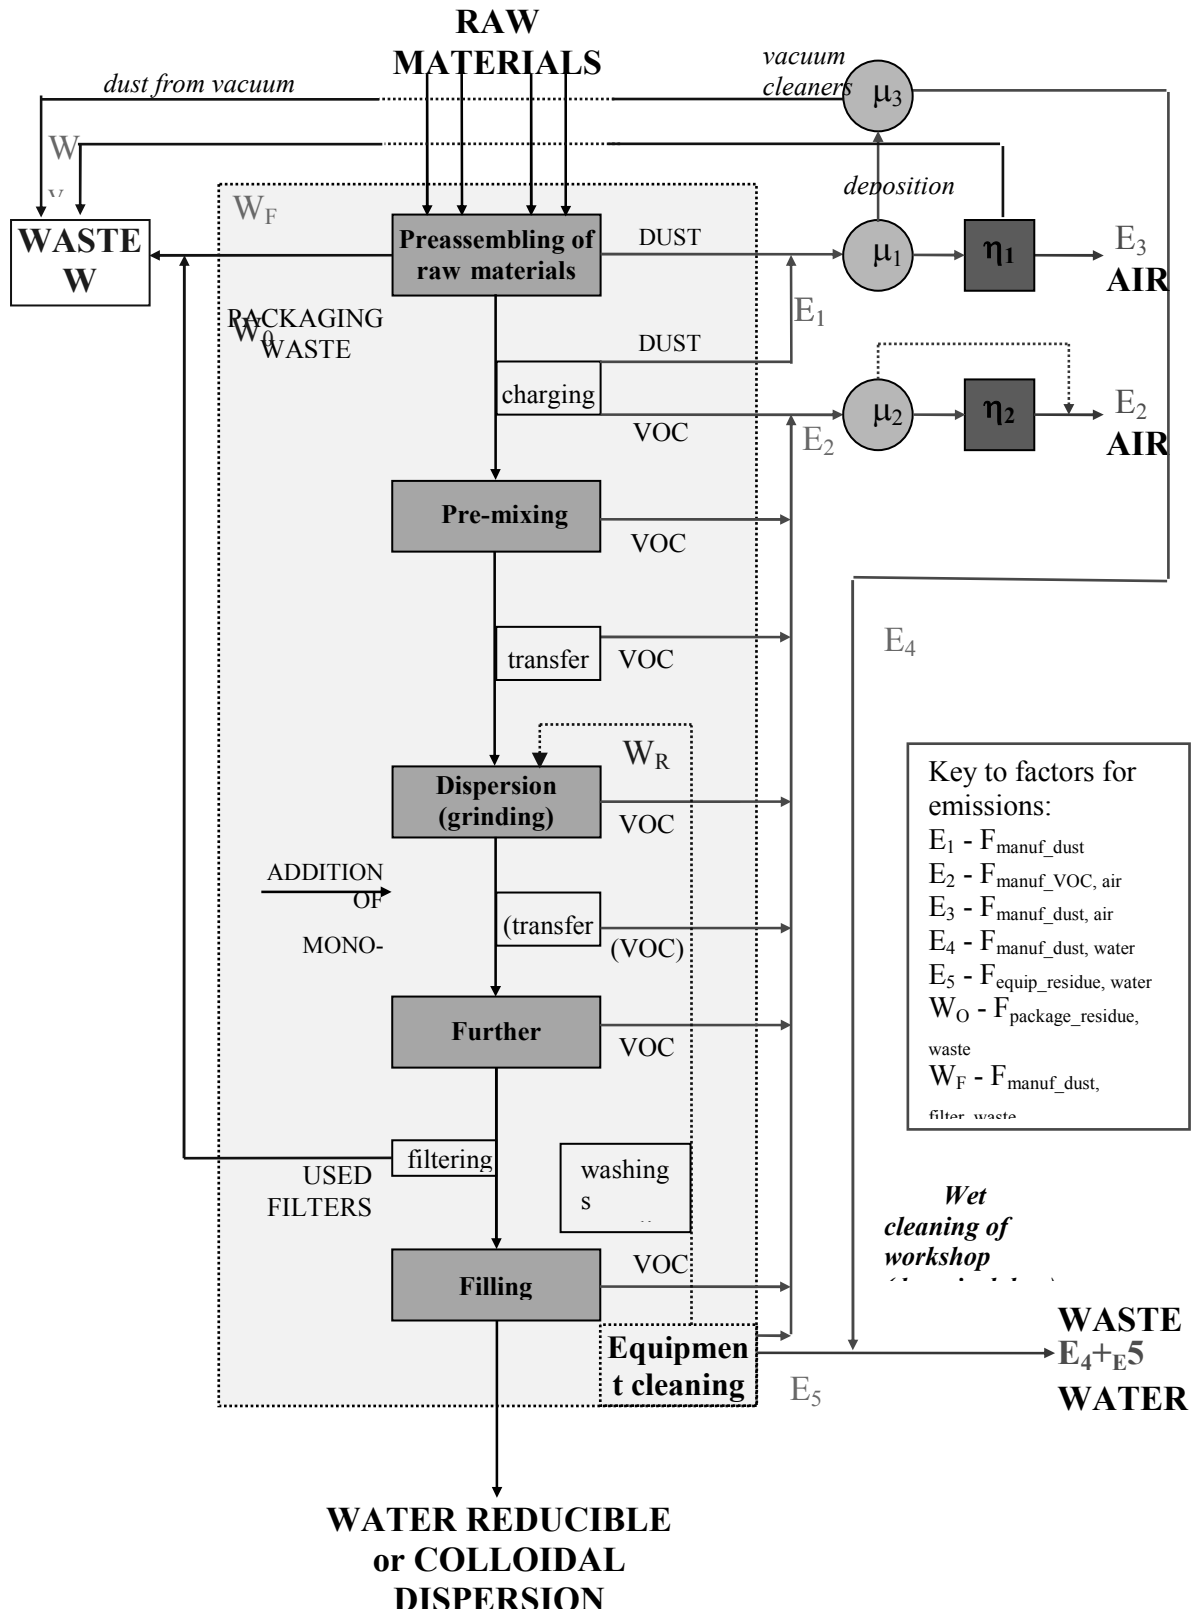 RAW
MATERIALS
vacuum
cleaners
dust from vacuum
μ3
W
deposition
WF
WASTE
W
Preassembling of
raw materials
DUST
μ1
η1
E3
AIR
E1
PACKAGING
W0
WASTE
DUST
charging
VOC
E2
μ2
η2
E2
AIR
Pre-mixing
VOC
transfer
VOC
E4
WR
Dispersion
(grinding)
VOC
Key to factors for
emissions:
E1 - Fmanuf_dust
E2 - Fmanuf_VOC, air
E3 - Fmanuf_dust, air
E4 - Fmanuf_dust, water
E5 - Fequip_residue, water
WO - Fpackage_residue,
waste
WF - Fmanuf_dust,
filter_waste
ADDITION
OF
MONO-
(transfer
(VOC)
Further
VOC
filtering
USED
FILTERS
washing
s
Wet
cleaning of
workshop
Filling
VOC
Equipmen
t cleaning
E5
WASTE
E4+E5
WATER
WATER REDUCIBLE
or COLLOIDAL
DISPERSION